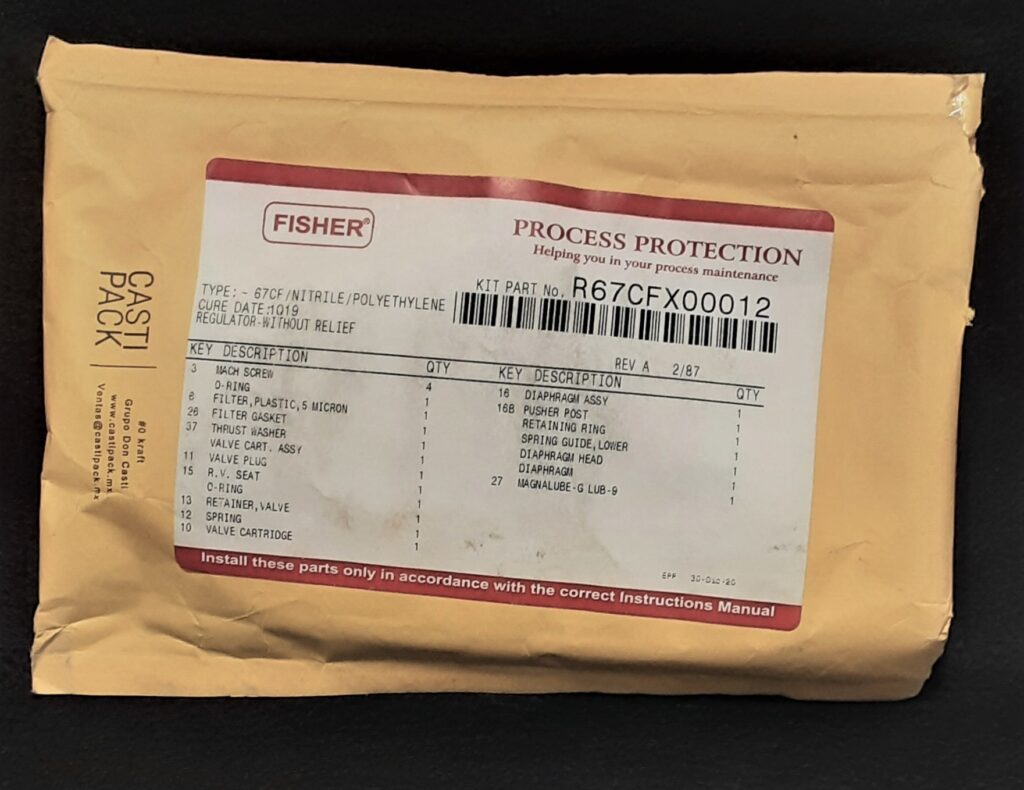 FISHER®
PROCESS PROTECTION
Helping you in your process maintenance
TYPE:- 67CF/NITRILE/POLYETHYLENE
CURE DATE:1Q19
REGULATOR-WITHOUT RELIEF
KIT PART No. R67CFX00012
REV A 2/87
KEY DESCRIPTION QTY
3 MACH SCREW 4
O-RING 1
FILTER,PLASTIC,5 MICRON 1
26 FILTER GASKET 1
37 THRUST WASHER 1
VALVE CART. ASSY 1
11 VALVE PLUG 1
15 R.V. SEAT 1
O-RING 1
13 RETAINER,VALVE 1
12 SPRING 1
10 VALVE CARTRIDGE 1
KEY DESCRIPTION QTY
16 DIAPHRAGM ASSY 1
16B PUSHER POST 1
RETAINING RING 1
SPRING GUIDE,LOWER 1
DIAPHRAGM HEAD 1
DIAPHRAGM 1
27 MAGNALUBE-G LUB-9 1
EPF
Install these parts only in accordance with the correct Instructions Manual
CASTI
PACK
#0 kraft
Grupo Don Casti
www.castipack.mx
ventas@castipack.mx